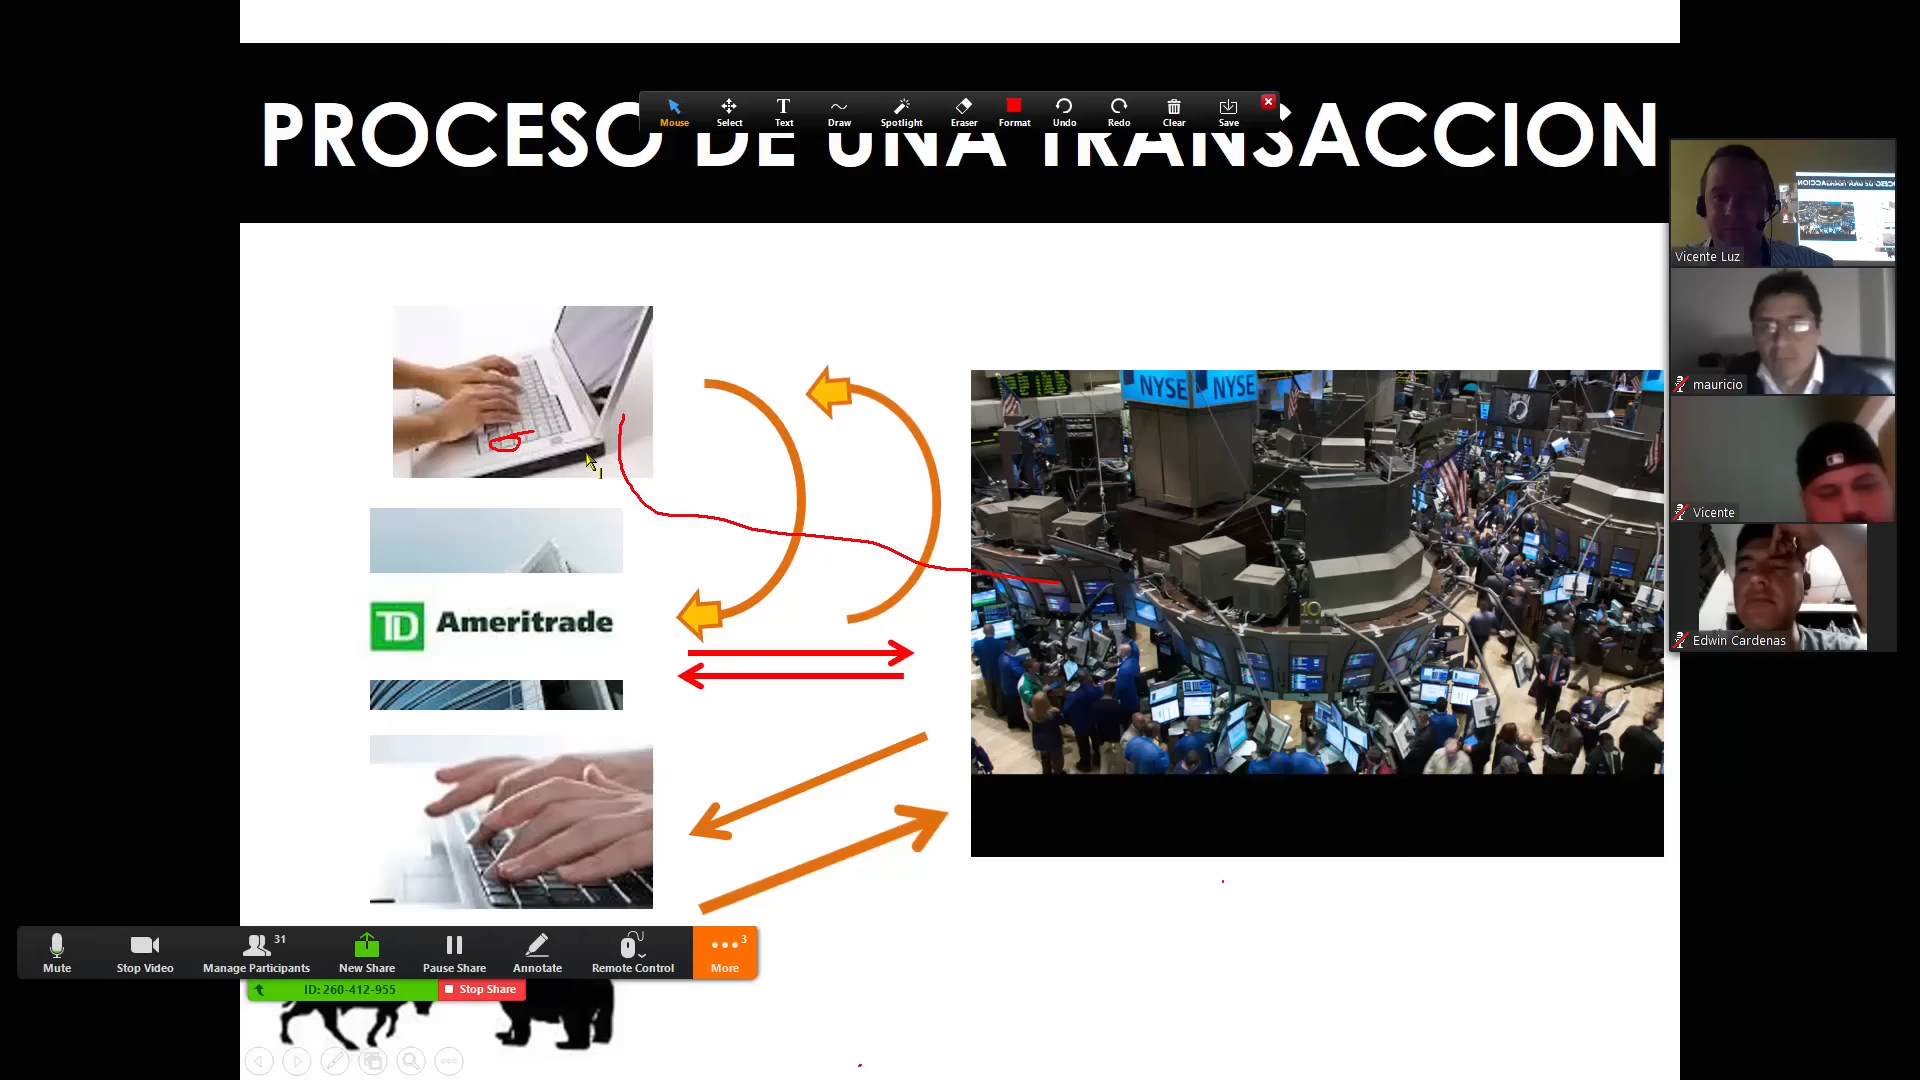 PROCESO DE UNA TRANSACCION
Mouse
Select
Text
Draw
Spotlight
Eraser
Format
Undo
Redo
Clear
Save
NYSE NYSE
10
TD Ameritrade
Vicente Luz
mauricio
Vicente
Edwin Cardenas
Mute
Stop Video
Manage Participants
31
New Share
Pause Share
Annotate
Remote Control
More
3
ID: 260-412-955
Stop Share